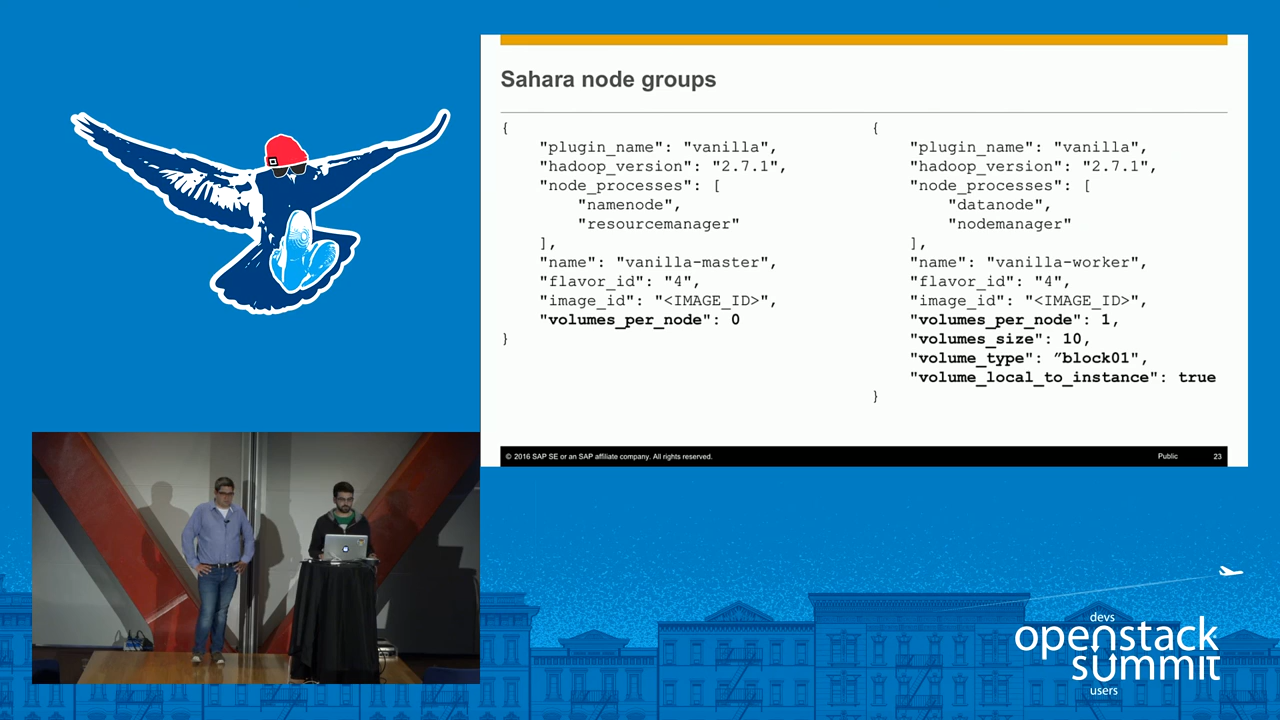 Sahara node groups
{
"plugin_name": "vanilla",
"hadoop_version": "2.7.1",
"node_processes": [
"namenode",
"resourcemanager"
],
"name": "vanilla-master",
"flavor_id": "4",
"image_id": "<IMAGE_ID>",
"volumes_per_node": 0
}
{
"plugin_name": "vanilla",
"hadoop_version": "2.7.1",
"node_processes": [
"datanode",
"nodemanager"
],
"name": "vanilla-worker",
"flavor_id": "4",
"image_id": "<IMAGE_ID>",
"volumes_per_node": 1,
"volumes_size": 10,
"volume_type": ”block01",
"volume_local_to_instance": true
}
© 2016 SAP SE or an SAP affiliate company. All rights reserved.
Public
23
devs
openstack
summit
users